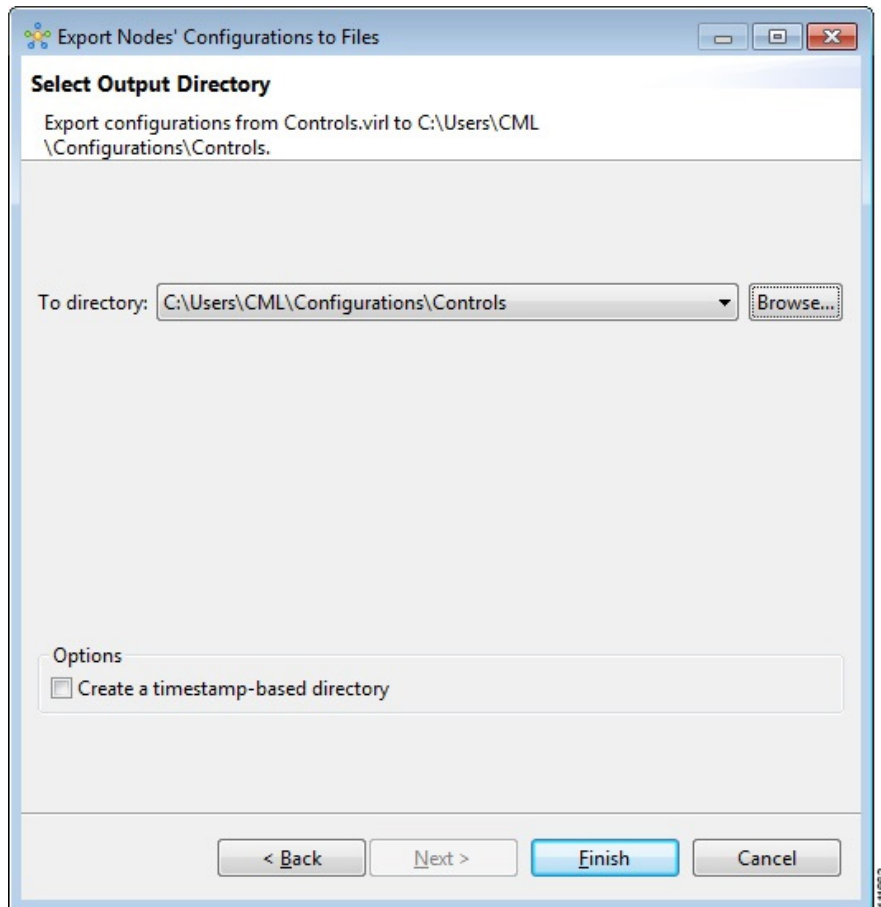 Export Nodes' Configurations to Files
Select Output Directory
Export configurations from Controls.virl to C:\Users\CML
\Configurations\Controls.
To directory: C:\Users\CML\Configurations\Controls Browse...
Options
Create a timestamp-based directory
< Back Next > Finish Cancel